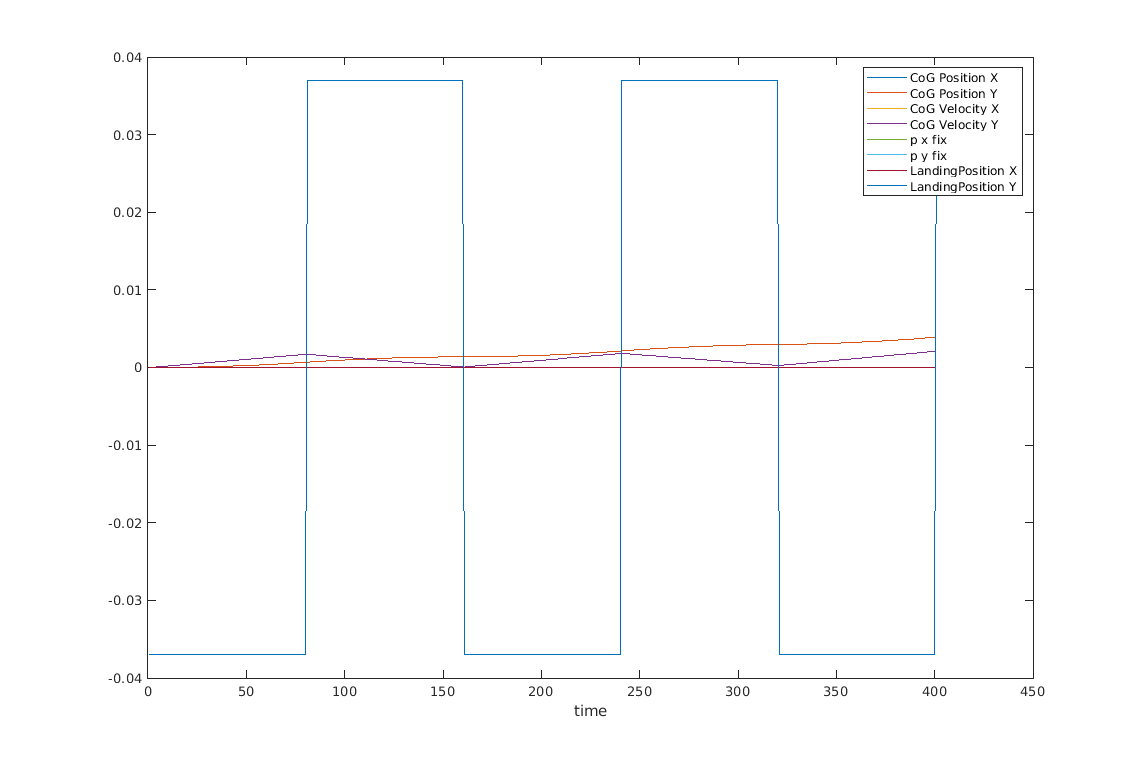 0.04
0.03
0.02
0.01
0
-0.01
-0.02
-0.03
-0.04
0
50
100
150
200
250
300
350
400
450
time
CoG Position X
CoG Position Y
CoG Velocity X
CoG Velocity Y
p x fix
p y fix
LandingPosition X
LandingPosition Y